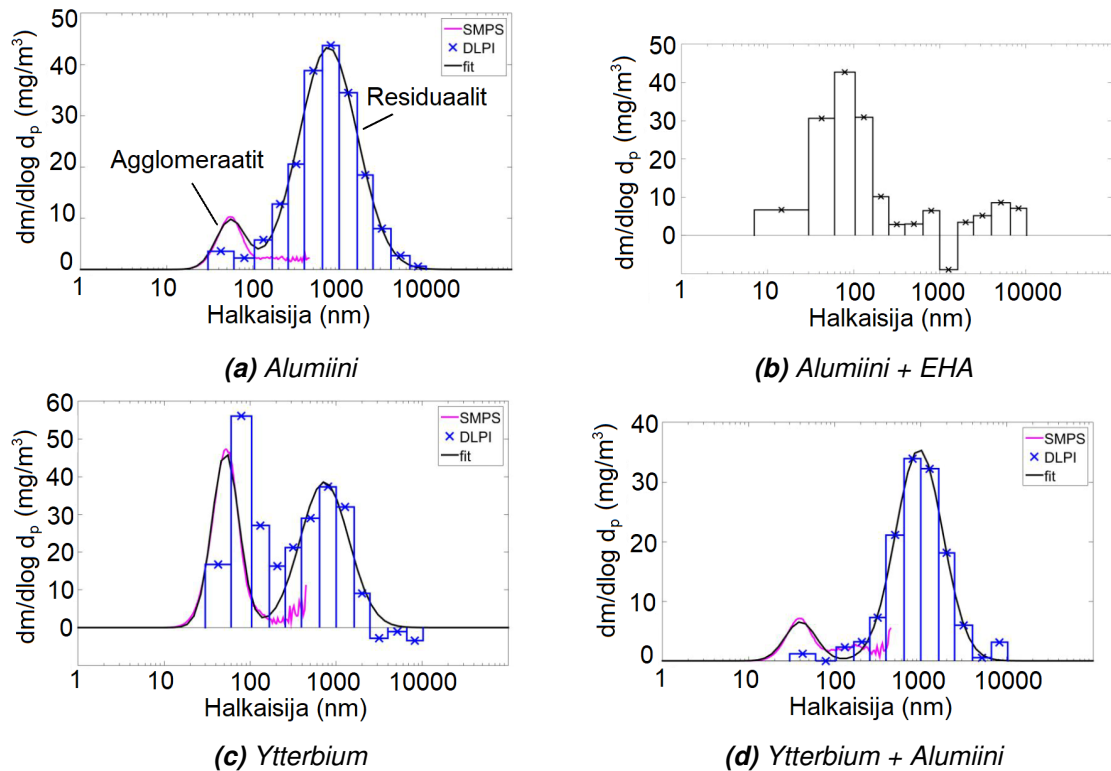 50
40
30
20
10
0
dm/dlog dp (mg/m³)
SMPS
DLPI
fit
Agglomeraatit
Residuaalit
1 10 100 1000 10000
Halkaisija (nm)
(a) Alumiini
50
40
30
20
10
0
dm/dlog dp (mg/m³)
1 10 100 1000 10000
Halkaisija (nm)
(b) Alumiini + EHA
60
50
40
30
20
10
0
dm/dlog dp (mg/m³)
SMPS
DLPI
fit
1 10 100 1000 10000
Halkaisija (nm)
(c) Ytterbium
40
30
20
10
0
dm/dlog dp (mg/m³)
SMPS
DLPI
fit
1 10 100 1000 10000
Halkaisija (nm)
(d) Ytterbium + Alumiini